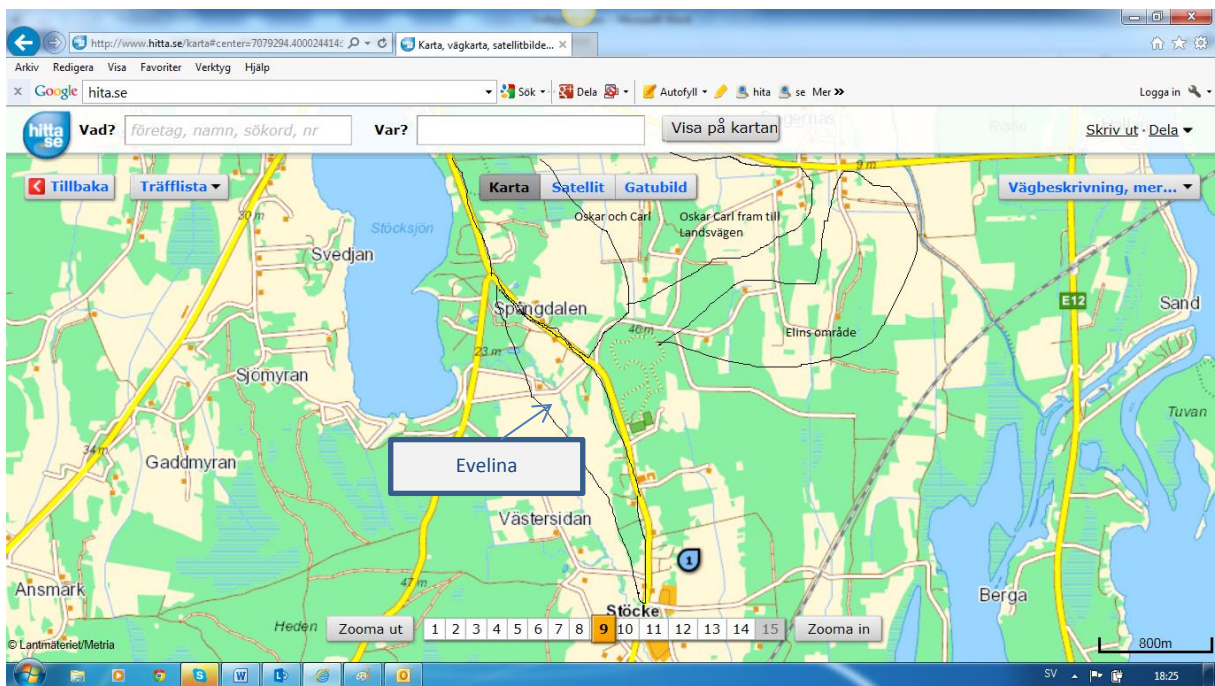 http://www.hitta.se/karta#center=7079294.400024414:
Karta, vägkarta, satellitbilde...
Arkiv Redigera Visa Favoriter Verktyg Hjälp
Google hita.se Sök Dela Autofyll hita se Mer Logga in
hitta se Vad? företag, namn, sökord, nr Var? Visa på kartan Skriv ut · Dela
Tillbaka Träfflista Karta Satellit Gatubild Vägbeskrivning, mer...
9 m
30 m
Stöcksjön
Oskar och Carl
Oskar Carl fram till
Landsvägen
Svedjan
E12
Sand
Spångdalen
40 m
Elins område
23 m
Sjömyran
Tuvan
34 m
Gaddmyran
Evelina
Västersidan
1
47 m
Ansmark
Berga
Stöcke
Heden
Zooma ut 1 2 3 4 5 6 7 8 9 10 11 12 13 14 15 Zooma in
© Lantmäteriet/Metria
800m
SV 18:25